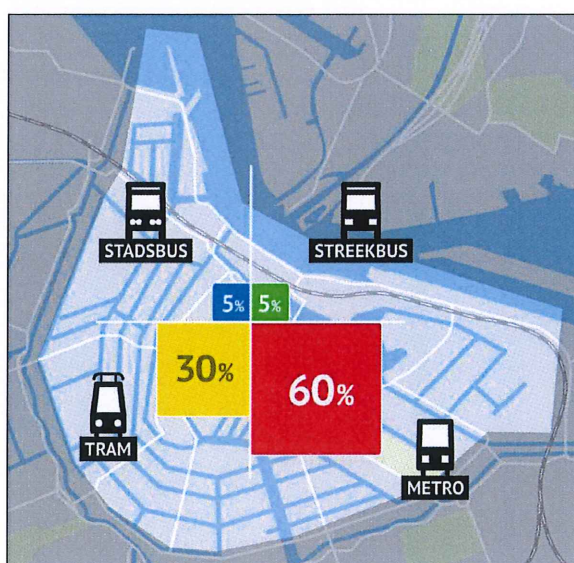 STADSBUS
STREEKBUS
5%
5%
30%
60%
TRAM
METRO